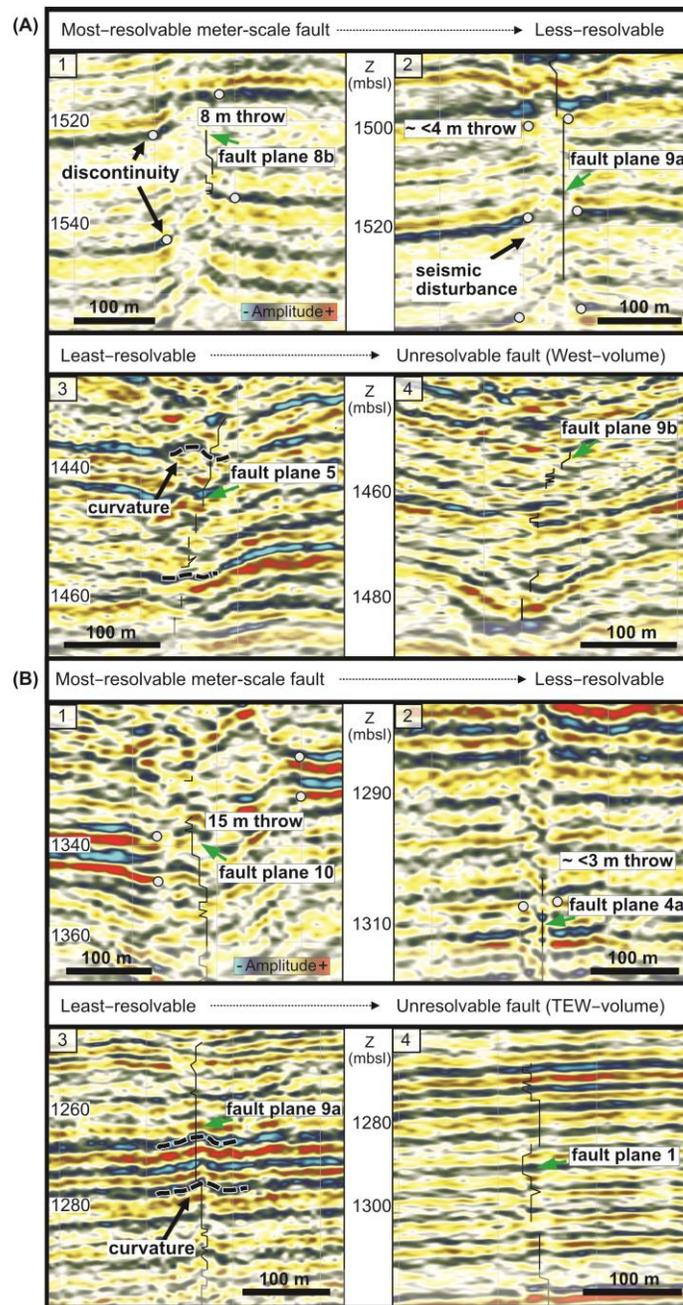 (A)
Most–resolvable meter-scale fault
Less-resolvable
1
8 m throw
fault plane 8b
discontinuity
1520
1540
100 m
- Amplitude +
Z
(mbsl)
1500
1520
2
~ <4 m throw
fault plane 9a
seismic
disturbance
100 m
Least–resolvable
Unresolvable fault (West–volume)
3
curvature
fault plane 5
1440
1460
100 m
Z
(mbsl)
1460
1480
4
fault plane 9b
100 m
(B)
Most-resolvable meter-scale fault
Less-resolvable
1
15 m throw
fault plane 10
1340
1360
100 m
- Amplitude +
Z
(mbsl)
1290
1310
2
~ <3 m throw
fault plane 4a
100 m
Least–resolvable
Unresolvable fault (TEW–volume)
3
fault plane 9a
1260
1280
curvature
100 m
Z
(mbsl)
1280
1300
4
fault plane 1
100 m